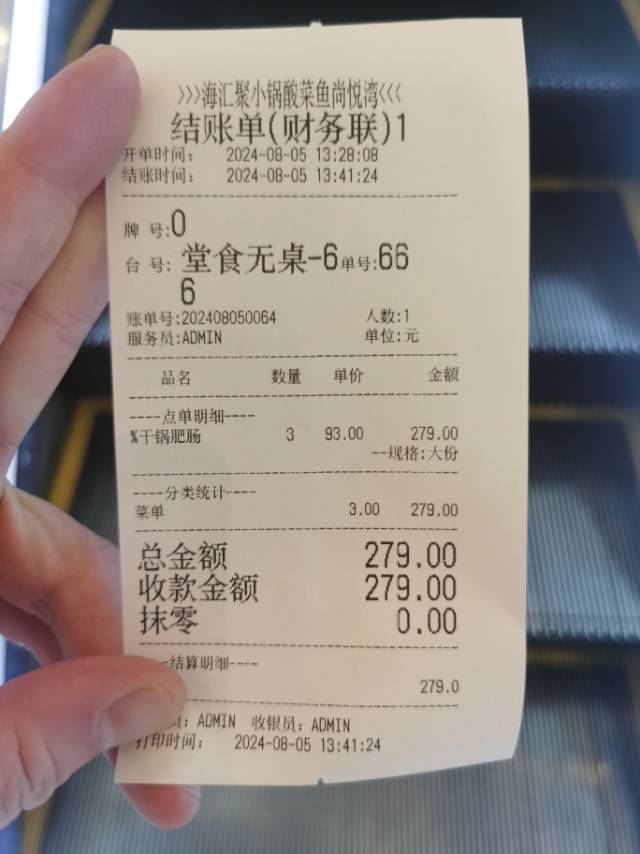 >>>海汇聚小锅酸菜鱼尚悦湾<<<
结账单(财务联)1
开单时间: 2024-08-05 13:28:08
结账时间: 2024-08-05 13:41:24
牌 号:0
台 号: 堂食无桌-6单号:66
6
账单号:202408050064 人数:1
服务员:ADMIN 单位:元
品名 数量 单价 金额
----点单明细----
%干锅肥肠 3 93.00 279.00
--规格:大份
----分类统计----
菜单 3.00 279.00
总金额 279.00
收款金额 279.00
抹零 0.00
-结算明细----
279.0
员: ADMIN 收银员: ADMIN
打印时间: 2024-08-05 13:41:24